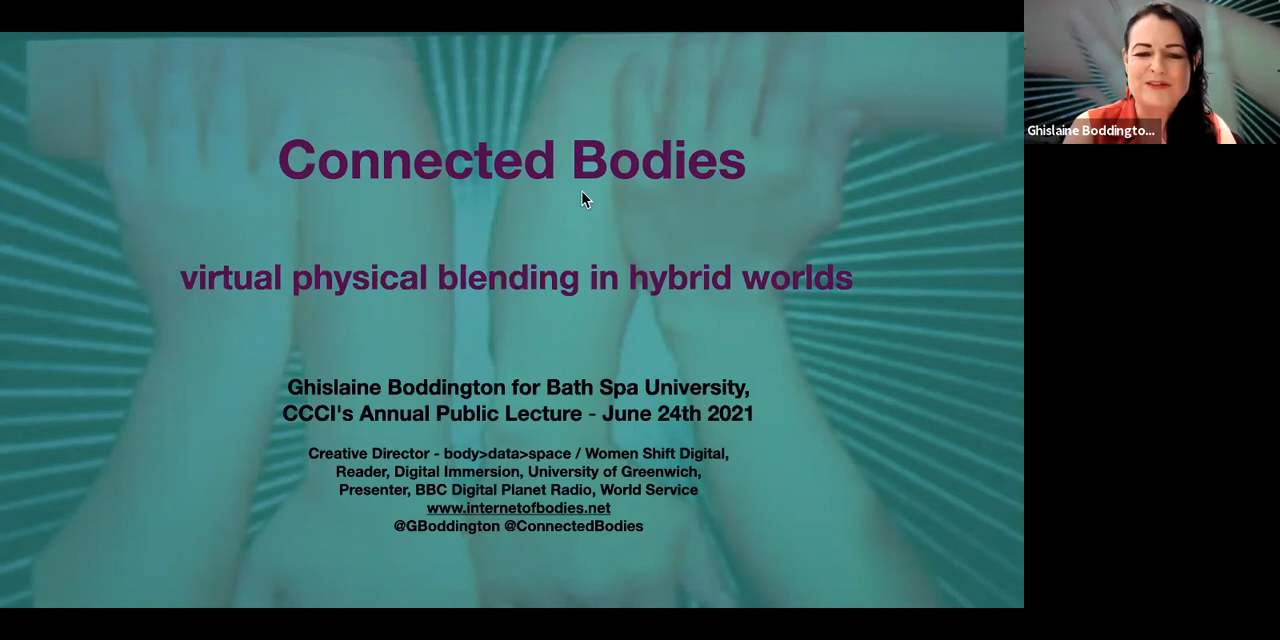 Connected Bodies
virtual physical blending in hybrid worlds
Ghislaine Boddington for Bath Spa University,
CCCI's Annual Public Lecture - June 24th 2021
Creative Director - body>data>space / Women Shift Digital,
Reader, Digital Immersion, University of Greenwich,
Presenter, BBC Digital Planet Radio, World Service
www.internetofbodies.net
@GBoddington @ConnectedBodies
Ghislaine Boddingto...